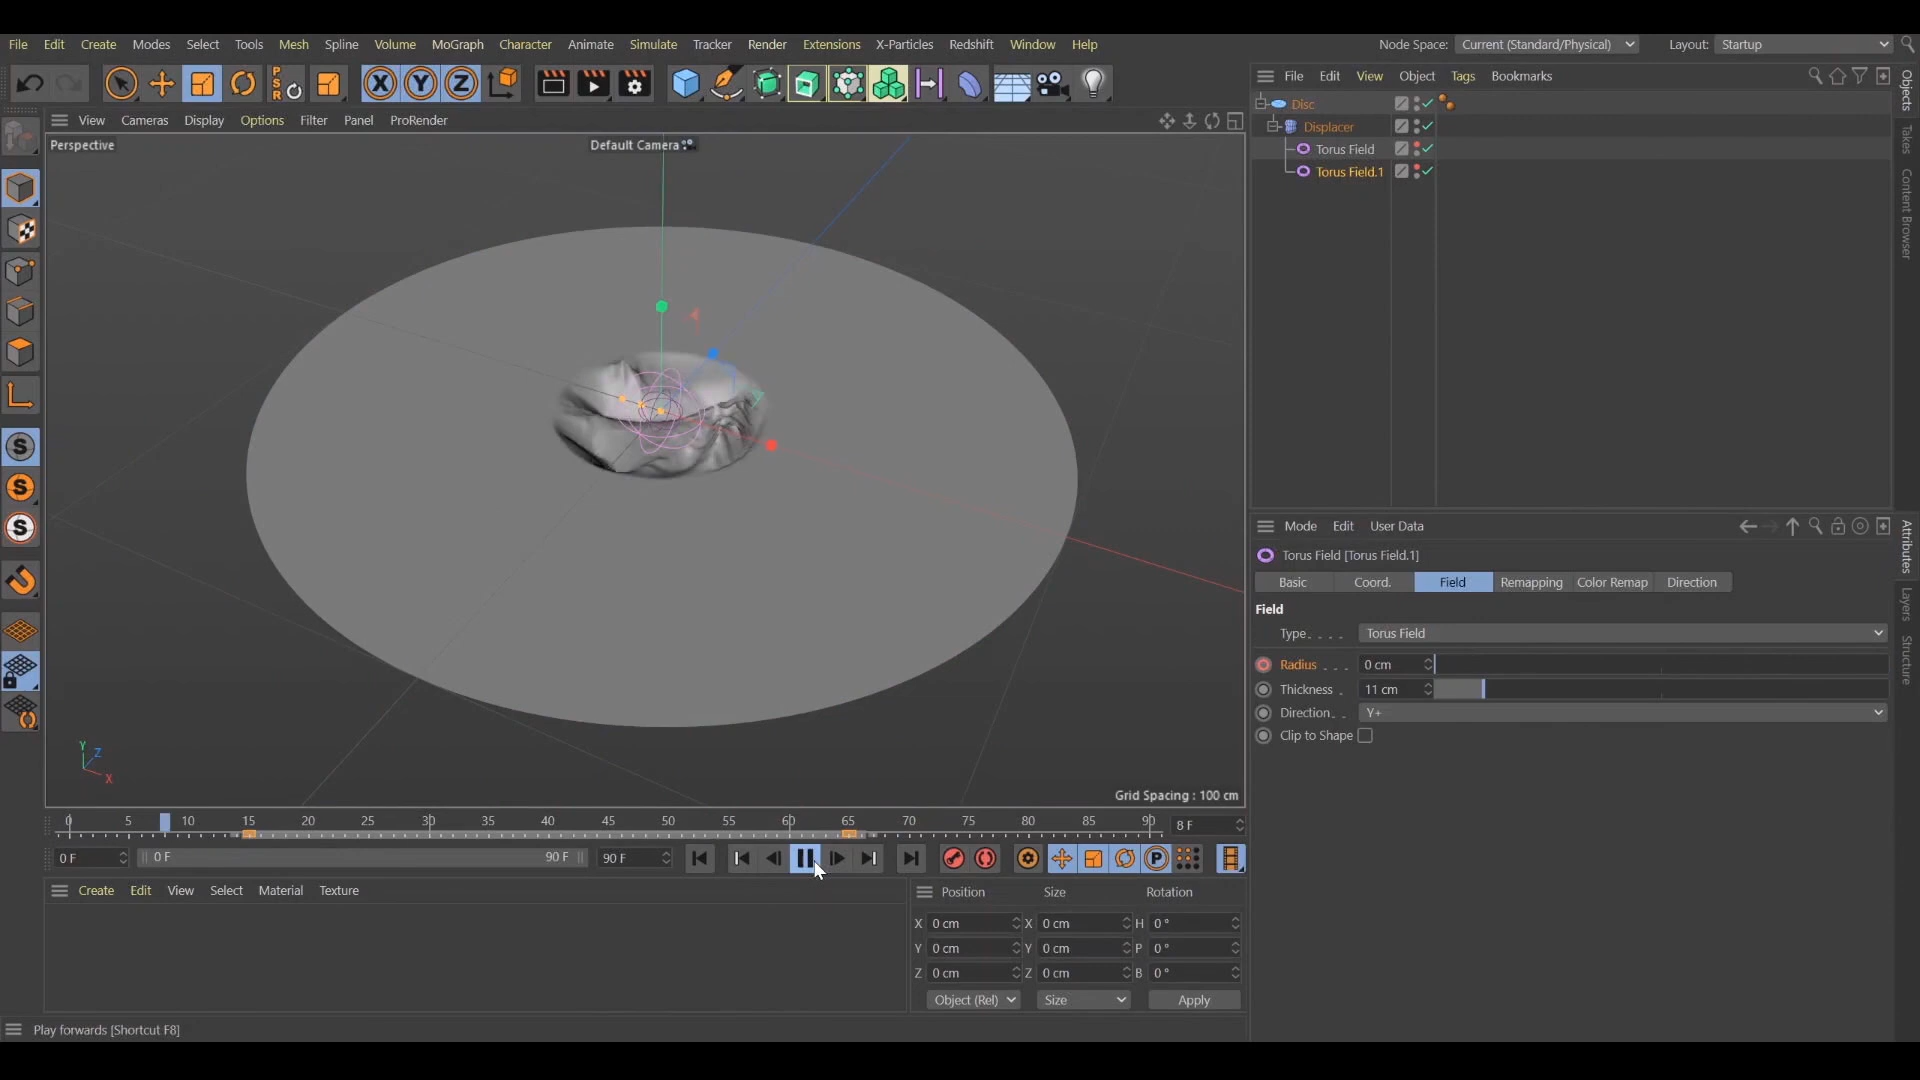 File Edit Create Modes Select Tools Mesh Spline Volume MoGraph Character Animate Simulate Tracker Render Extensions X-Particles Redshift Window Help
Node Space: Current (Standard/Physical) Layout: Startup
P
S
R
X Y Z
File Edit View Object Tags Bookmarks
Disc
Displacer
Torus Field
Torus Field.1
Objects
Takes
Content Browser
View Cameras Display Options Filter Panel ProRender
Perspective
Default Camera
S
S
S
Y
Z
X
Grid Spacing : 100 cm
Mode Edit User Data
Torus Field [Torus Field.1]
Basic Coord. Field Remapping Color Remap Direction
Field
Type. . . . . Torus Field
Radius . . . 0 cm
Thickness . 11 cm
Direction. . Y+
Clip to Shape
Attributes
Layers
Structure
0 5 10 15 20 25 30 35 40 45 50 55 60 65 70 75 80 85 90
8 F
0 F 0 F 90 F 90 F
P
Create Edit View Select Material Texture
Position Size Rotation
X 0 cm X 0 cm H 0 °
Y 0 cm Y 0 cm P 0 °
Z 0 cm Z 0 cm B 0 °
Object (Rel) Size Apply
Play forwards [Shortcut F8]